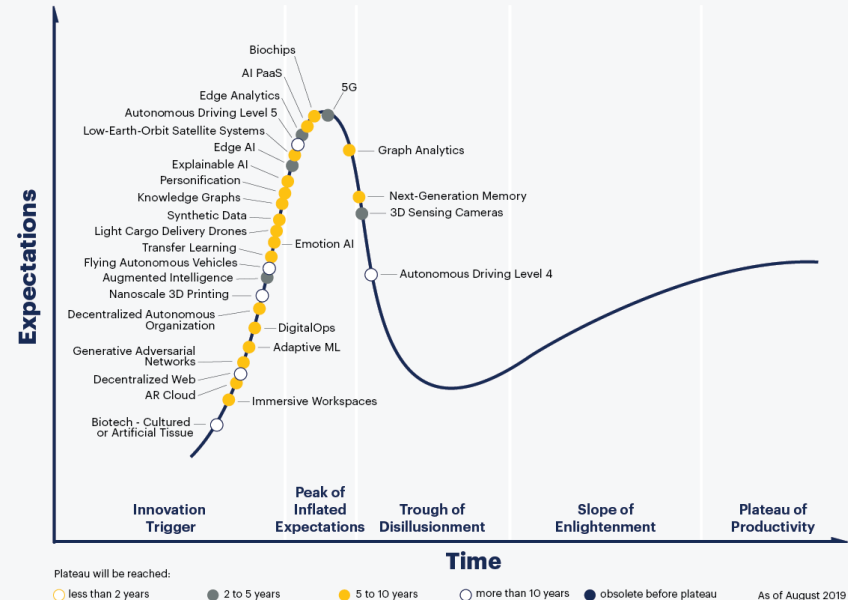 Biochips
AI PaaS
5G
Edge Analytics
Autonomous Driving Level 5
Low-Earth-Orbit Satellite Systems
Edge AI
Graph Analytics
Explainable AI
Personification
Knowledge Graphs
Next-Generation Memory
Synthetic Data
3D Sensing Cameras
Light Cargo Delivery Drones
Transfer Learning
Emotion AI
Flying Autonomous Vehicles
Augmented Intelligence
Autonomous Driving Level 4
Nanoscale 3D Printing
Decentralized Autonomous
Organization
DigitalOps
Generative Adversarial
Networks
Adaptive ML
Decentralized Web
AR Cloud
Immersive Workspaces
Biotech - Cultured
or Artificial Tissue
Expectations
Innovation
Trigger
Peak of
Inflated
Expectations
Trough of
Disillusionment
Slope of
Enlightenment
Plateau of
Productivity
Time
Plateau will be reached:
less than 2 years
2 to 5 years
5 to 10 years
more than 10 years
obsolete before plateau
As of August 2019